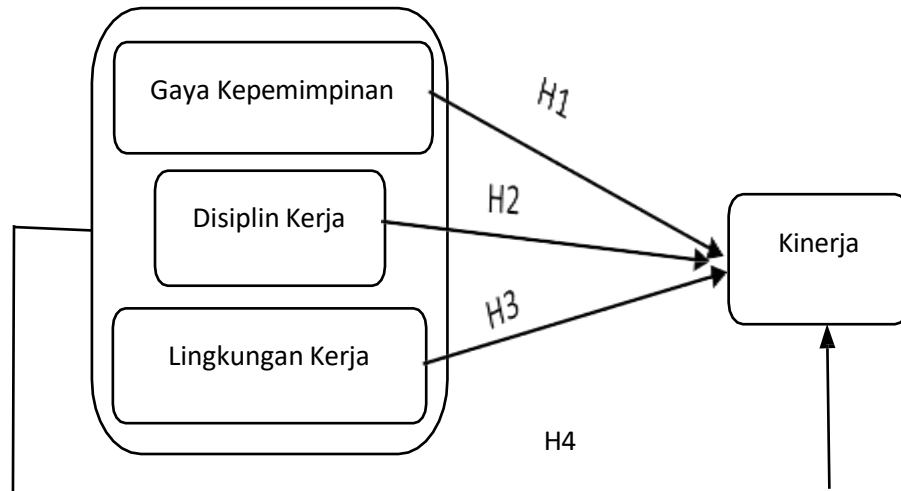 Gaya Kepemimpinan
H1
Disiplin Kerja
H2
Kinerja
Lingkungan Kerja
H3
H4